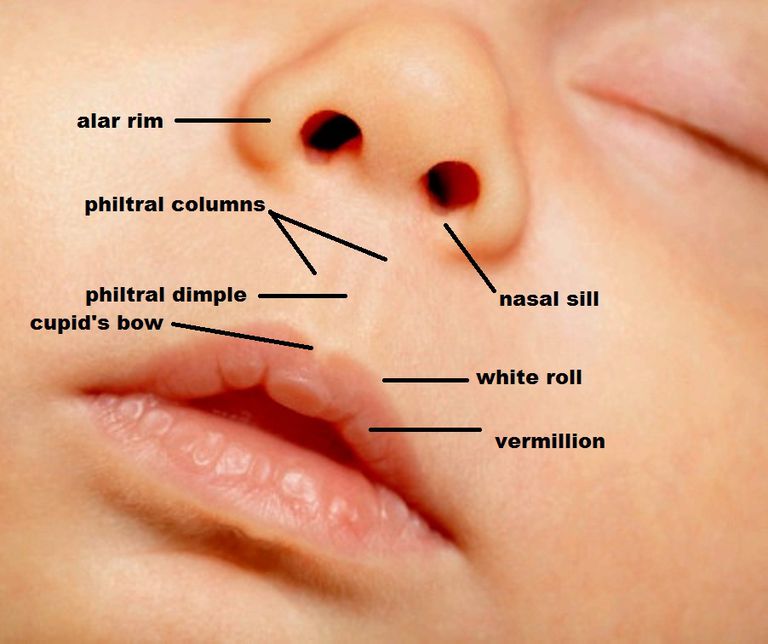 alar rim
philtral columns
philtral dimple
nasal sill
cupid's bow
white roll
vermillion